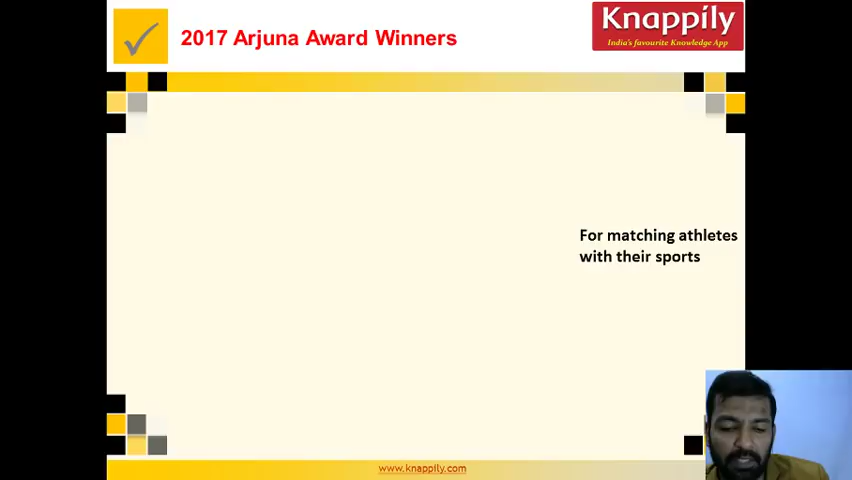 2017 Arjuna Award Winners
Knappily
India's favourite Knowledge App
For matching athletes
with their sports
www.knappily.com